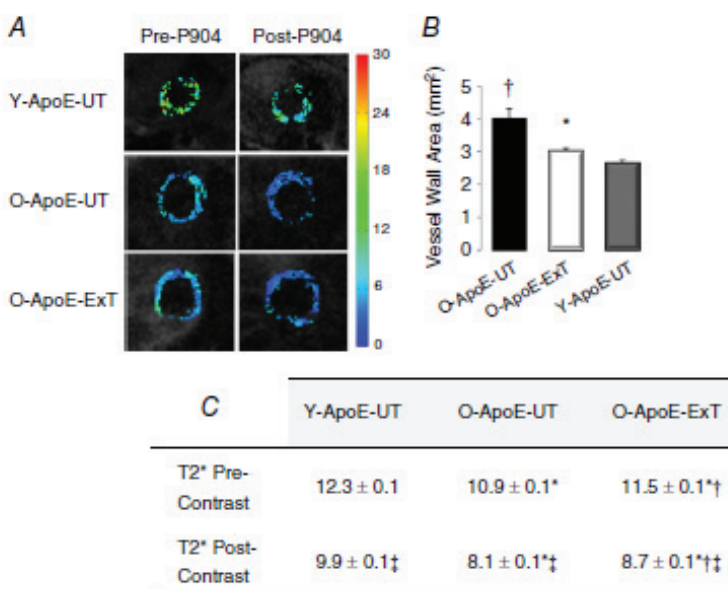 A
Pre-P904 Post-P904
Y-ApoE-UT
O-ApoE-UT
O-ApoE-ExT
30
24
18
12
6
0
B
Vessel Wall Area (mm²)
5
4
3
2
1
0
†
*
O-ApoE-UT
O-ApoE-ExT
Y-ApoE-UT
C Y-ApoE-UT O-ApoE-UT O-ApoE-ExT
T2* Pre-
Contrast 12.3 ± 0.1 10.9 ± 0.1* 11.5 ± 0.1*†
T2* Post-
Contrast 9.9 ± 0.1‡ 8.1 ± 0.1*‡ 8.7 ± 0.1*†‡